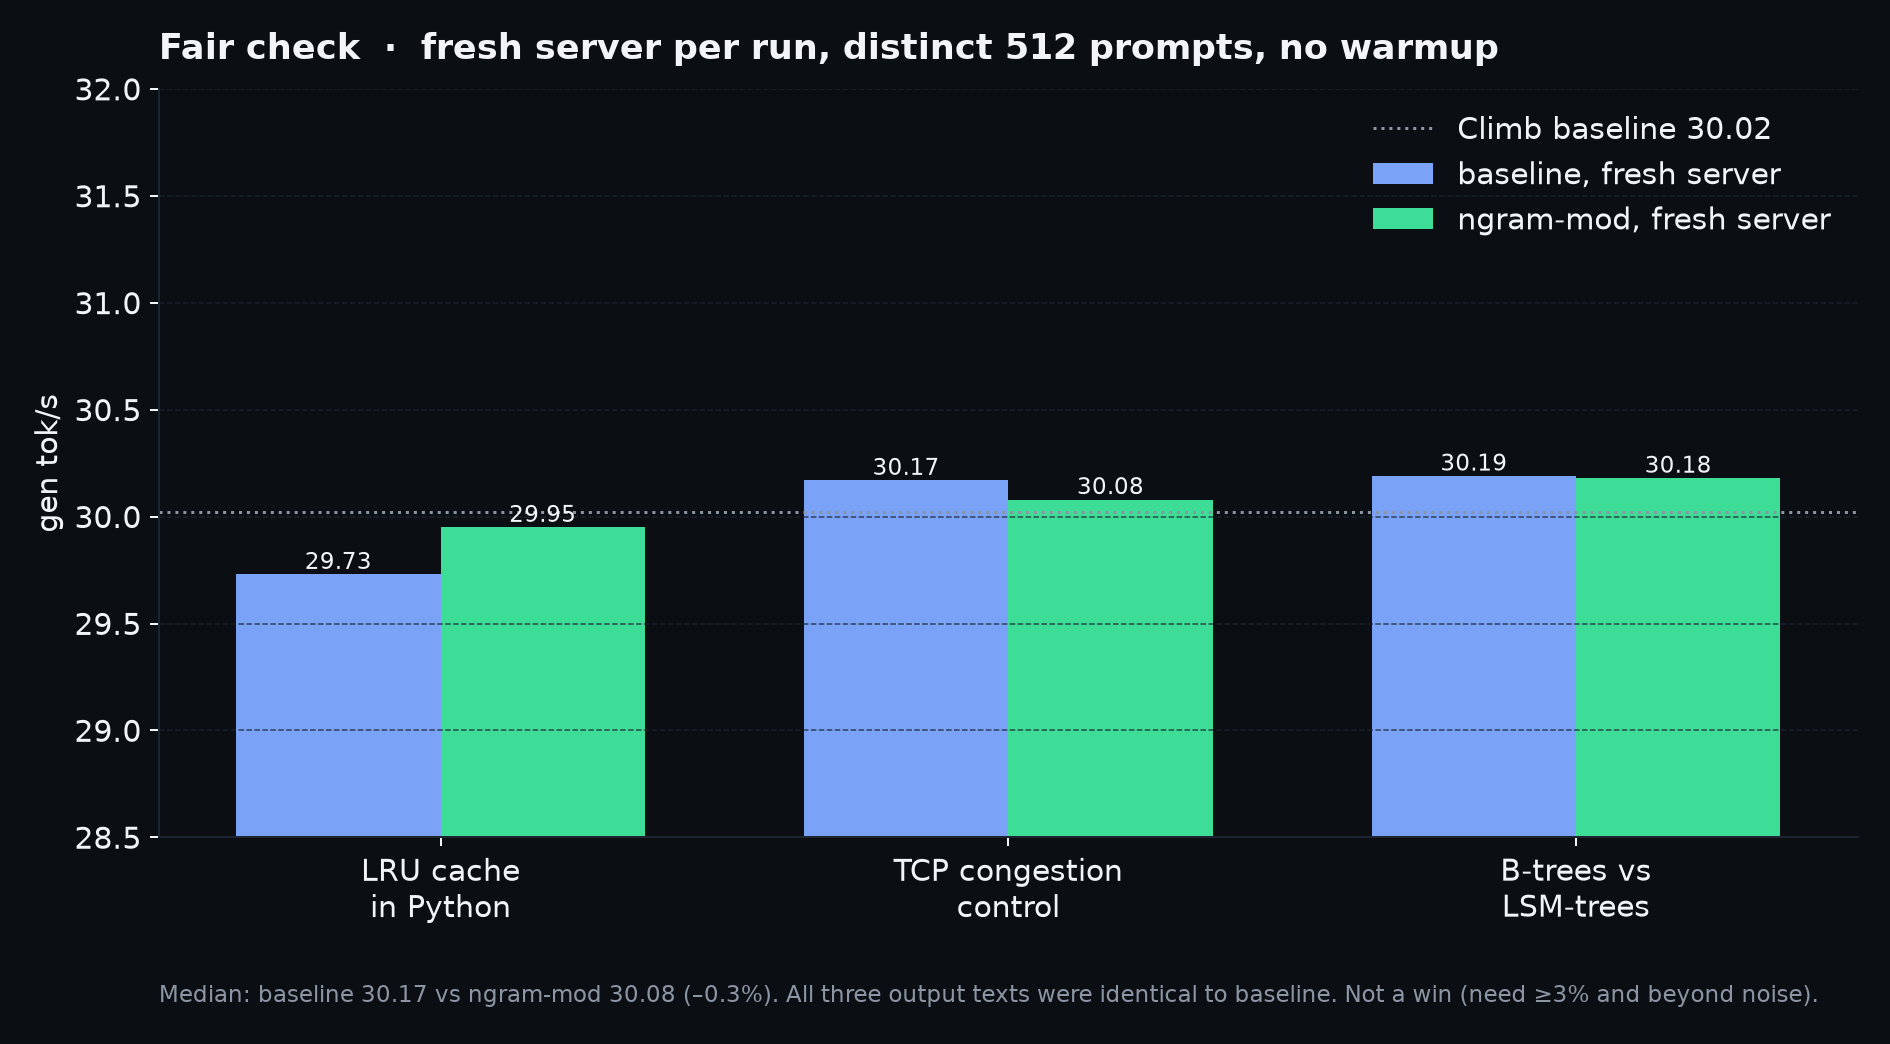 Fair check · fresh server per run, distinct 512 prompts, no warmup
32.0
31.5
31.0
30.5
30.0
29.5
29.0
28.5
gen tok/s
Climb baseline 30.02
baseline, fresh server
ngram-mod, fresh server
29.73
29.95
30.17
30.08
30.19
30.18
LRU cache
in Python
TCP congestion
control
B-trees vs
LSM-trees
Median: baseline 30.17 vs ngram-mod 30.08 (–0.3%). All three output texts were identical to baseline. Not a win (need ≥3% and beyond noise).